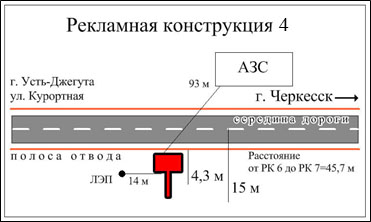 Рекламная конструкция 4
АЗС
93 м
г. Усть-Джегута
ул. Курортная
г. Черкесск
середина дороги
полоса отвода
ЛЭП
14 м
4,3 м
15 м
Расстояние
от РК 6 до РК 7=45,7 м